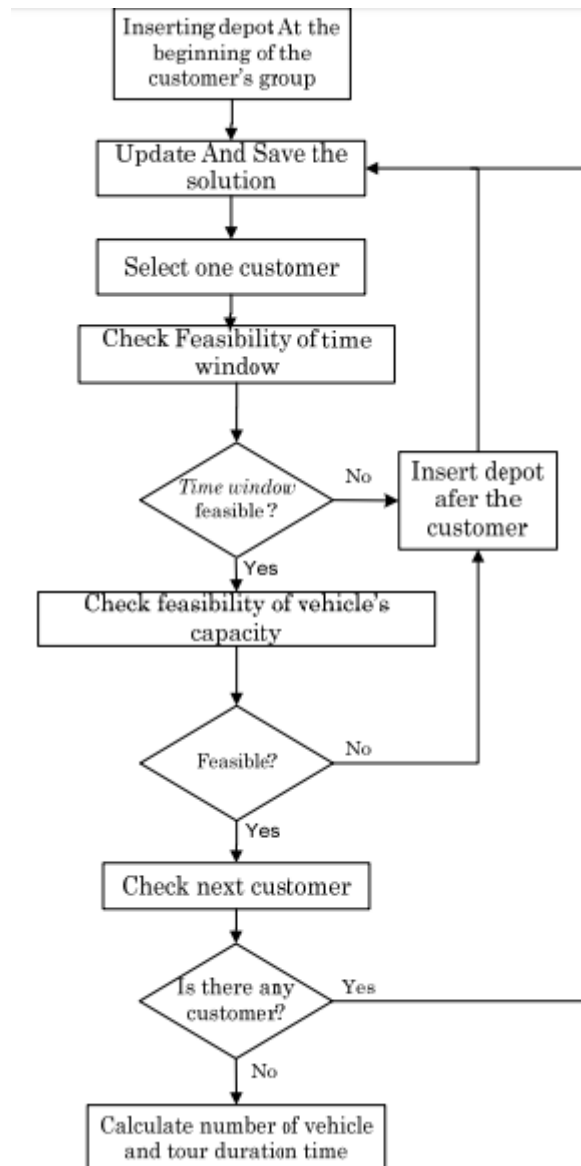 Inserting depot At the
beginning of the
customer's group
Update And Save the
solution
Select one customer
Check Feasibility of time
window
Time window
feasible?
No
Insert depot
afer the
customer
Yes
Check feasibility of vehicle's
capacity
Feasible?
No
Yes
Check next customer
Is there any
customer?
Yes
No
Calculate number of vehicle
and tour duration time